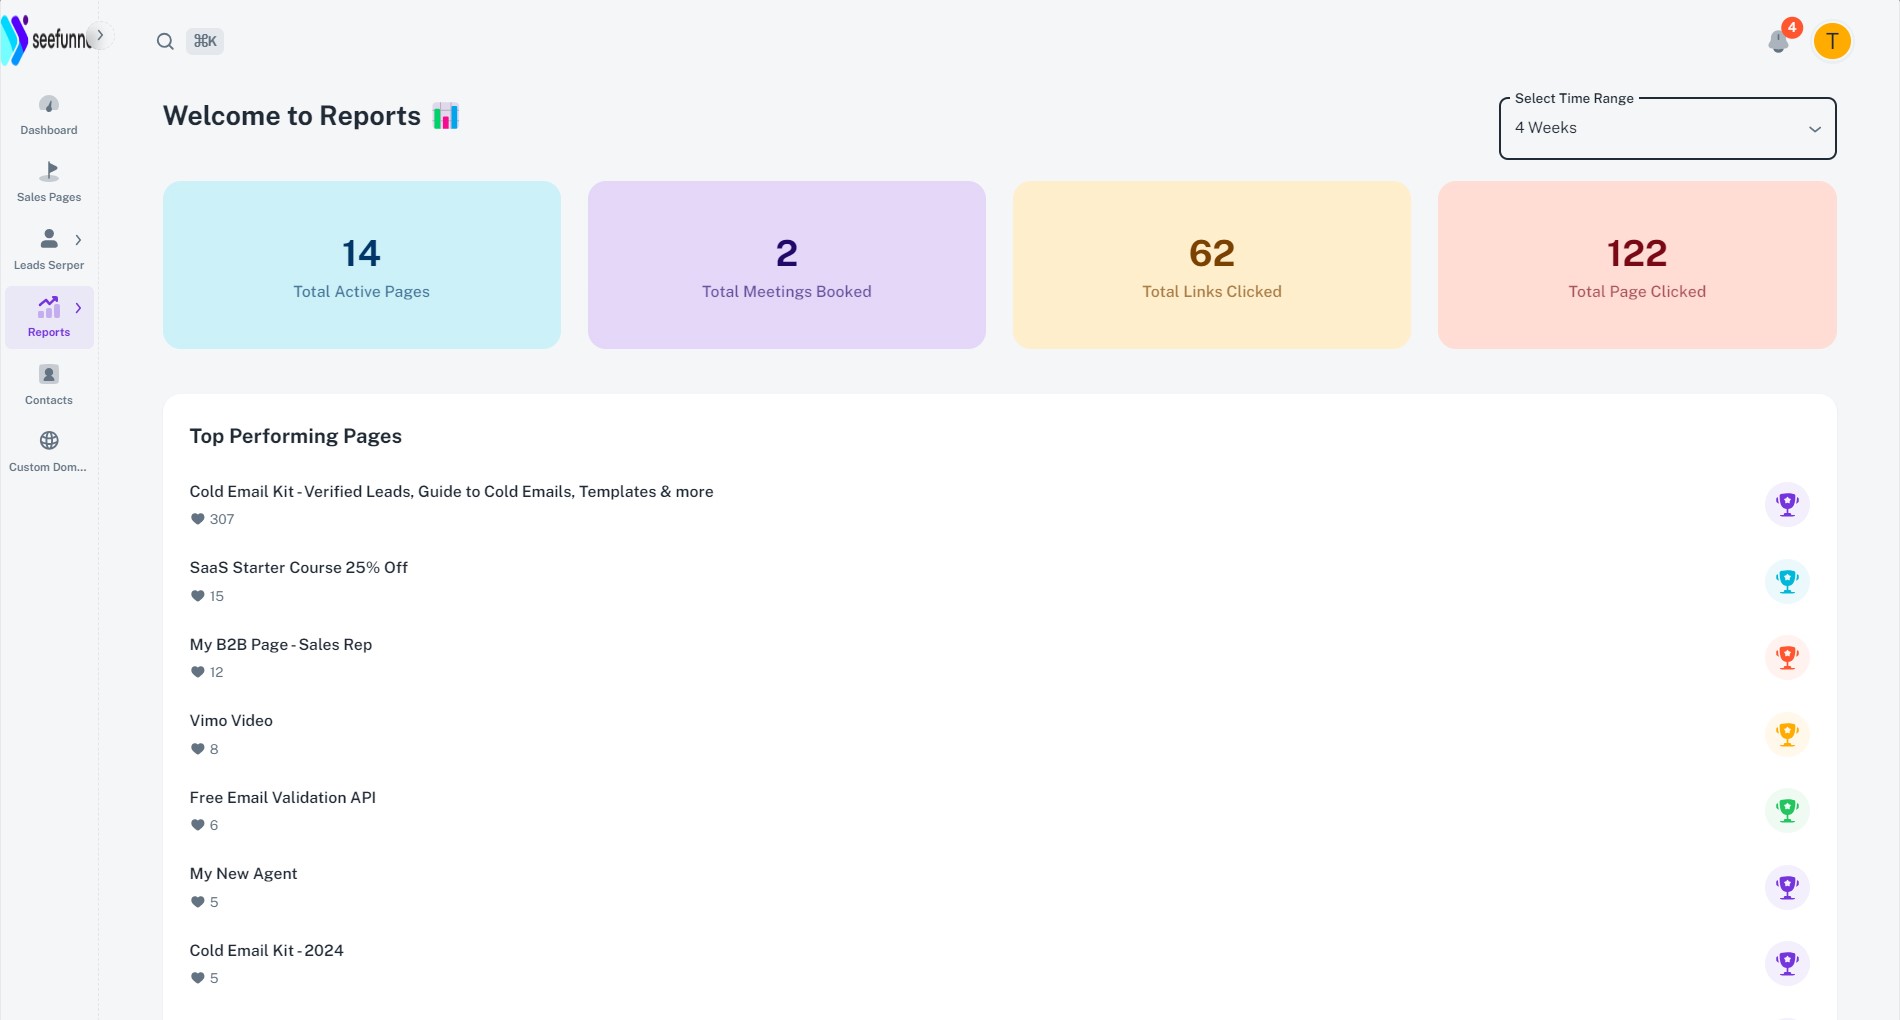 seefunn
⌘K
4
T
Dashboard
Sales Pages
Leads Serper
Reports
Contacts
Custom Dom...
Welcome to Reports
Select Time Range
4 Weeks
14
Total Active Pages
2
Total Meetings Booked
62
Total Links Clicked
122
Total Page Clicked
Top Performing Pages
Cold Email Kit - Verified Leads, Guide to Cold Emails, Templates & more
307
SaaS Starter Course 25% Off
15
My B2B Page - Sales Rep
12
Vimo Video
8
Free Email Validation API
6
My New Agent
5
Cold Email Kit - 2024
5